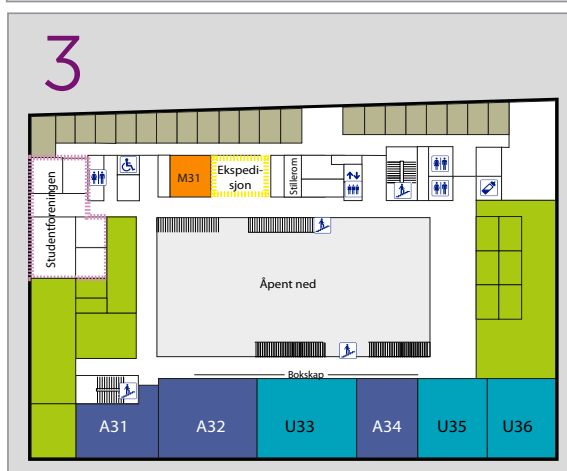 3
Studentforeningen
M31
Ekspedi-
sjon
Stillerom
Åpent ned
Bokskap
A31
A32
U33
A34
U35
U36